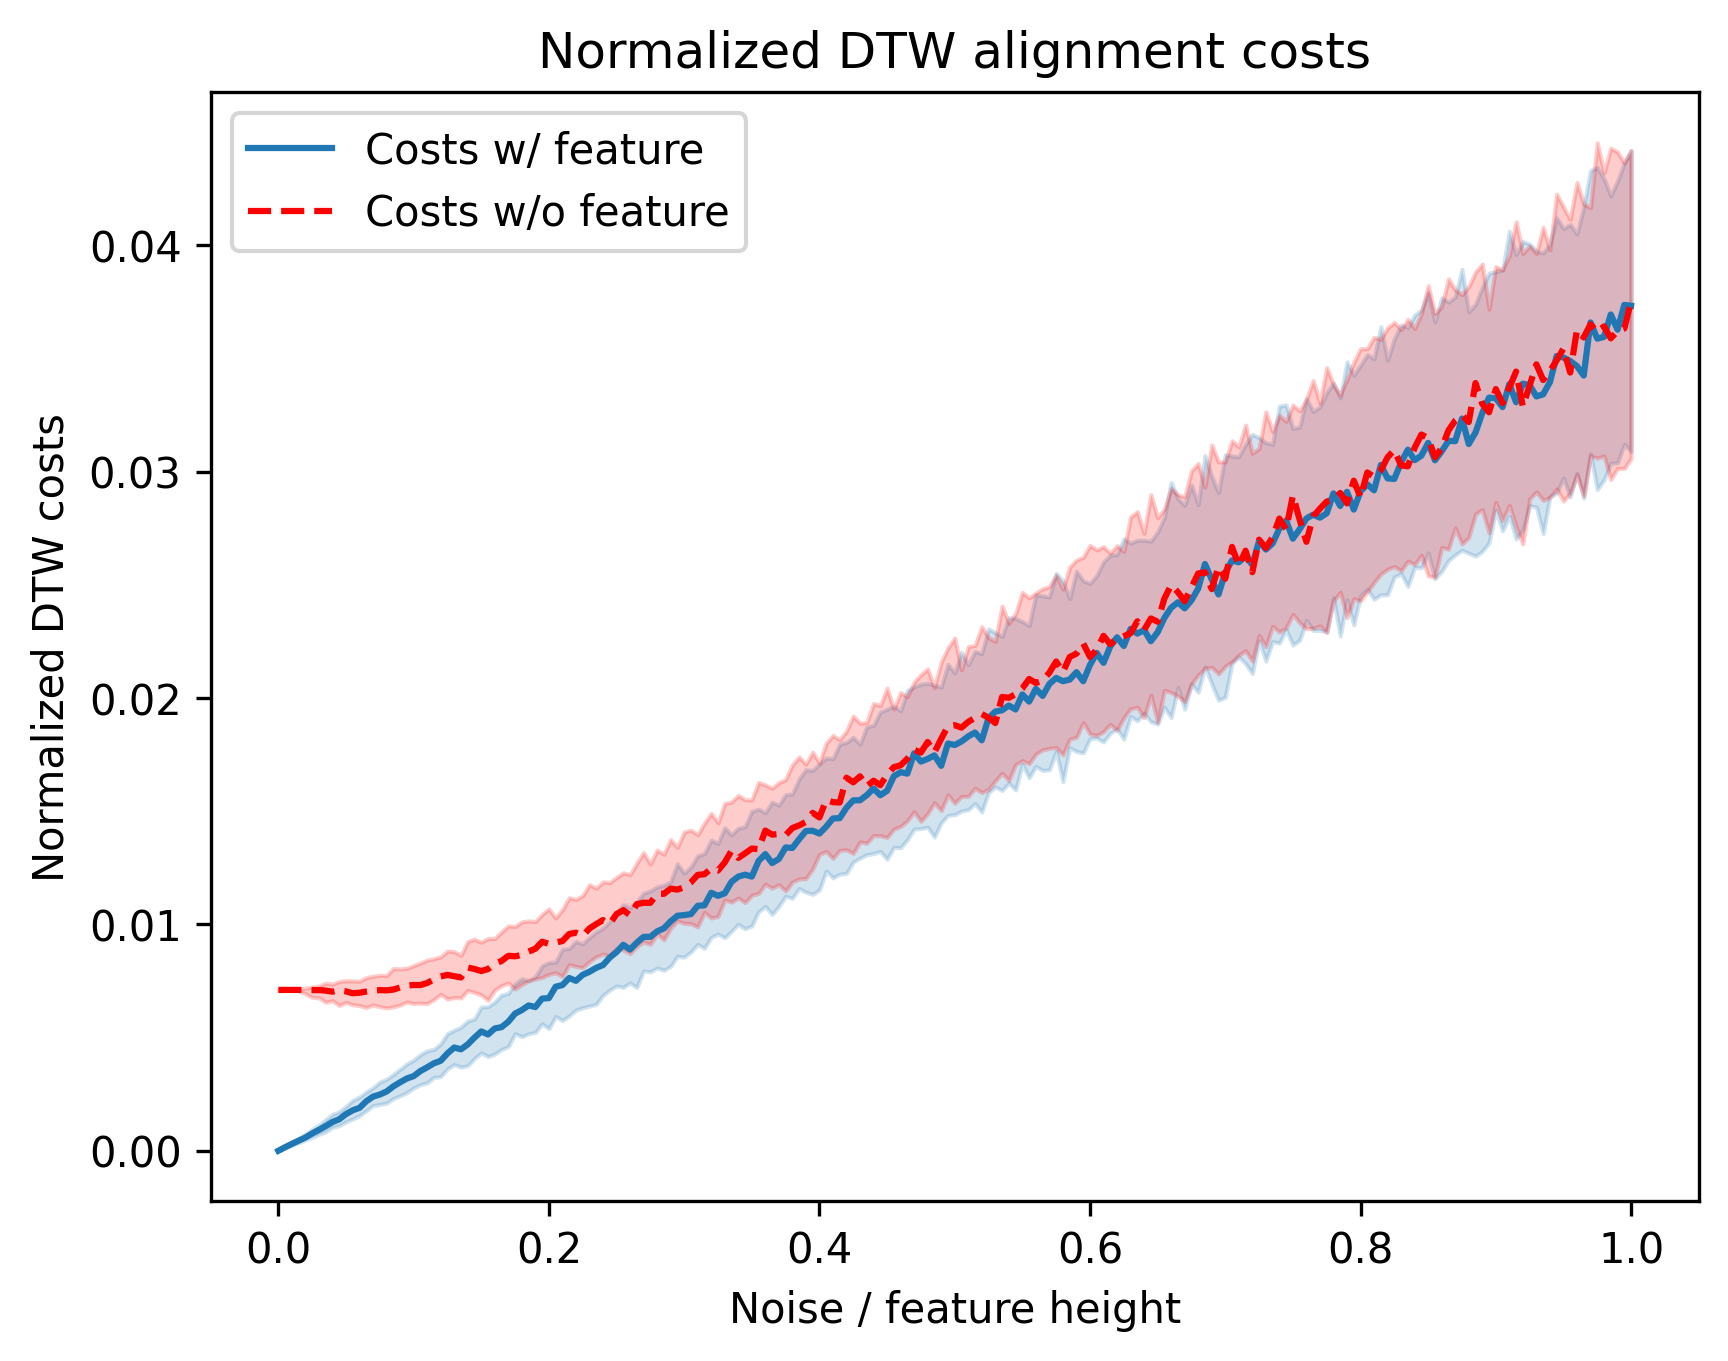 Normalized DTW alignment costs
Costs w/ feature
Costs w/o feature
Normalized DTW costs
0.04
0.03
0.02
0.01
0.00
0.0 0.2 0.4 0.6 0.8 1.0
Noise / feature height